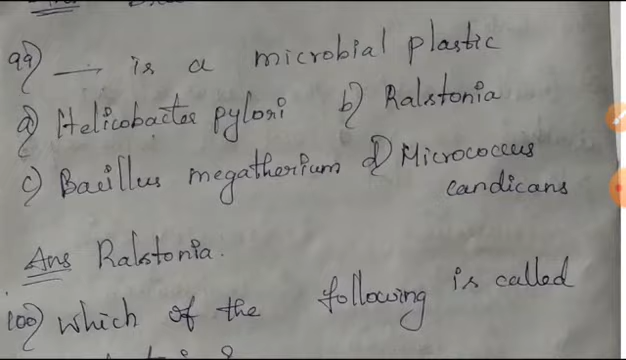 99) — is a microbial plastic
a) Helicobacter pylori b) Ralstonia
c) Bacillus megatherium d) Micrococcus
candicans
Ans Ralstonia.
100) which of the following is called